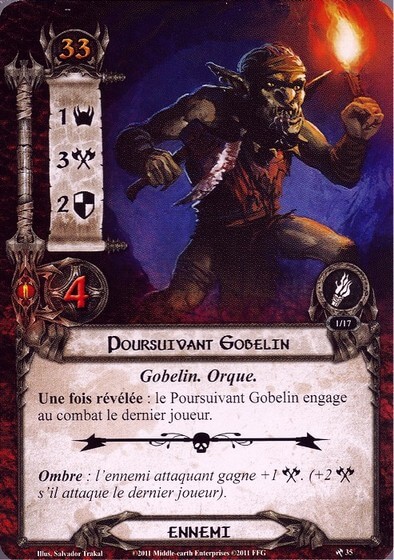 33
1
3
2
4
1/17
Poursuivant Gobelin
Gobelin. Orque.
Une fois révélée : le Poursuivant Gobelin engage
au combat le dernier joueur.
Ombre : l'ennemi attaquant gagne +1 . (+2
s'il attaque le dernier joueur).
ENNEMI
Illus. Salvador Trakal ©2011 Middle-earth Enterprises ©2011 FFG 35